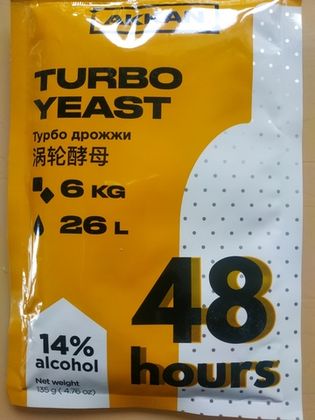 TURBO
YEAST
Турбо дрожжи
涡轮酵母
6 KG
26 L
48
hours
14%
alcohol
Net weight
135 g ( 4.76 oz)